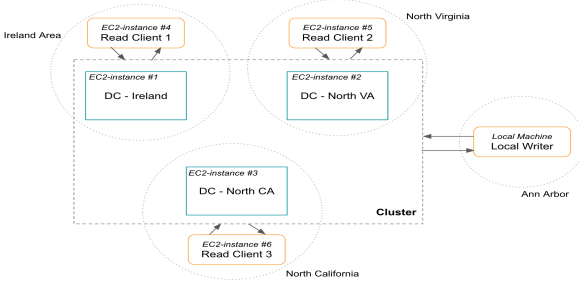 North Virginia
Ireland Area
EC2-instance #4
Read Client 1
EC2-instance #5
Read Client 2
EC2-instance #1
DC - Ireland
EC2-instance #2
DC - North VA
Local Machine
Local Writer
EC2-instance #3
DC - North CA
Ann Arbor
Cluster
EC2-instance #6
Read Client 3
North California